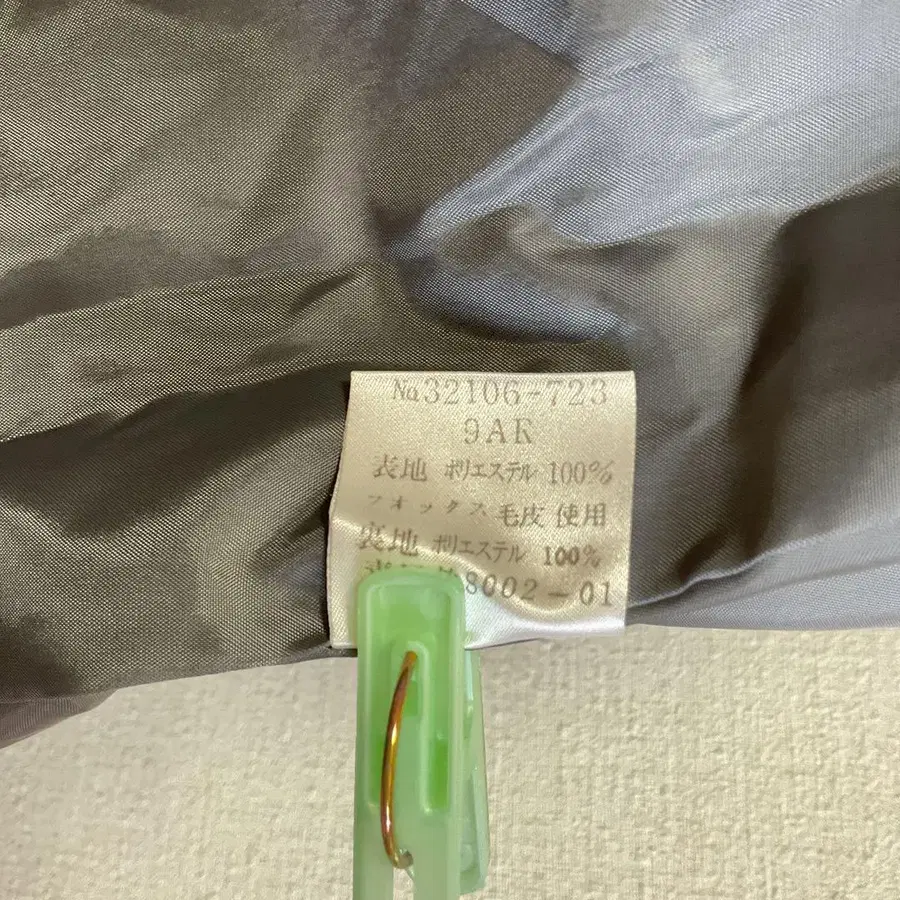 №32106-723
9AR
表地 ポリエステル 100%
フオックス 毛皮 使用
裏地 ポリエステル 100%
8002-01